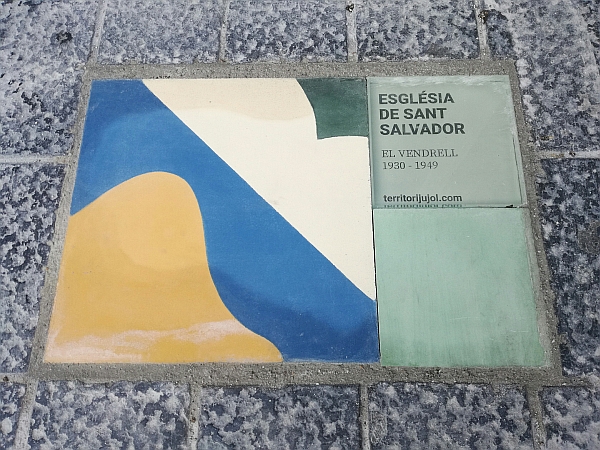 ESGLÉSIA
DE SANT
SALVADOR
EL VENDRELL
1930 - 1949
territorijujol.com